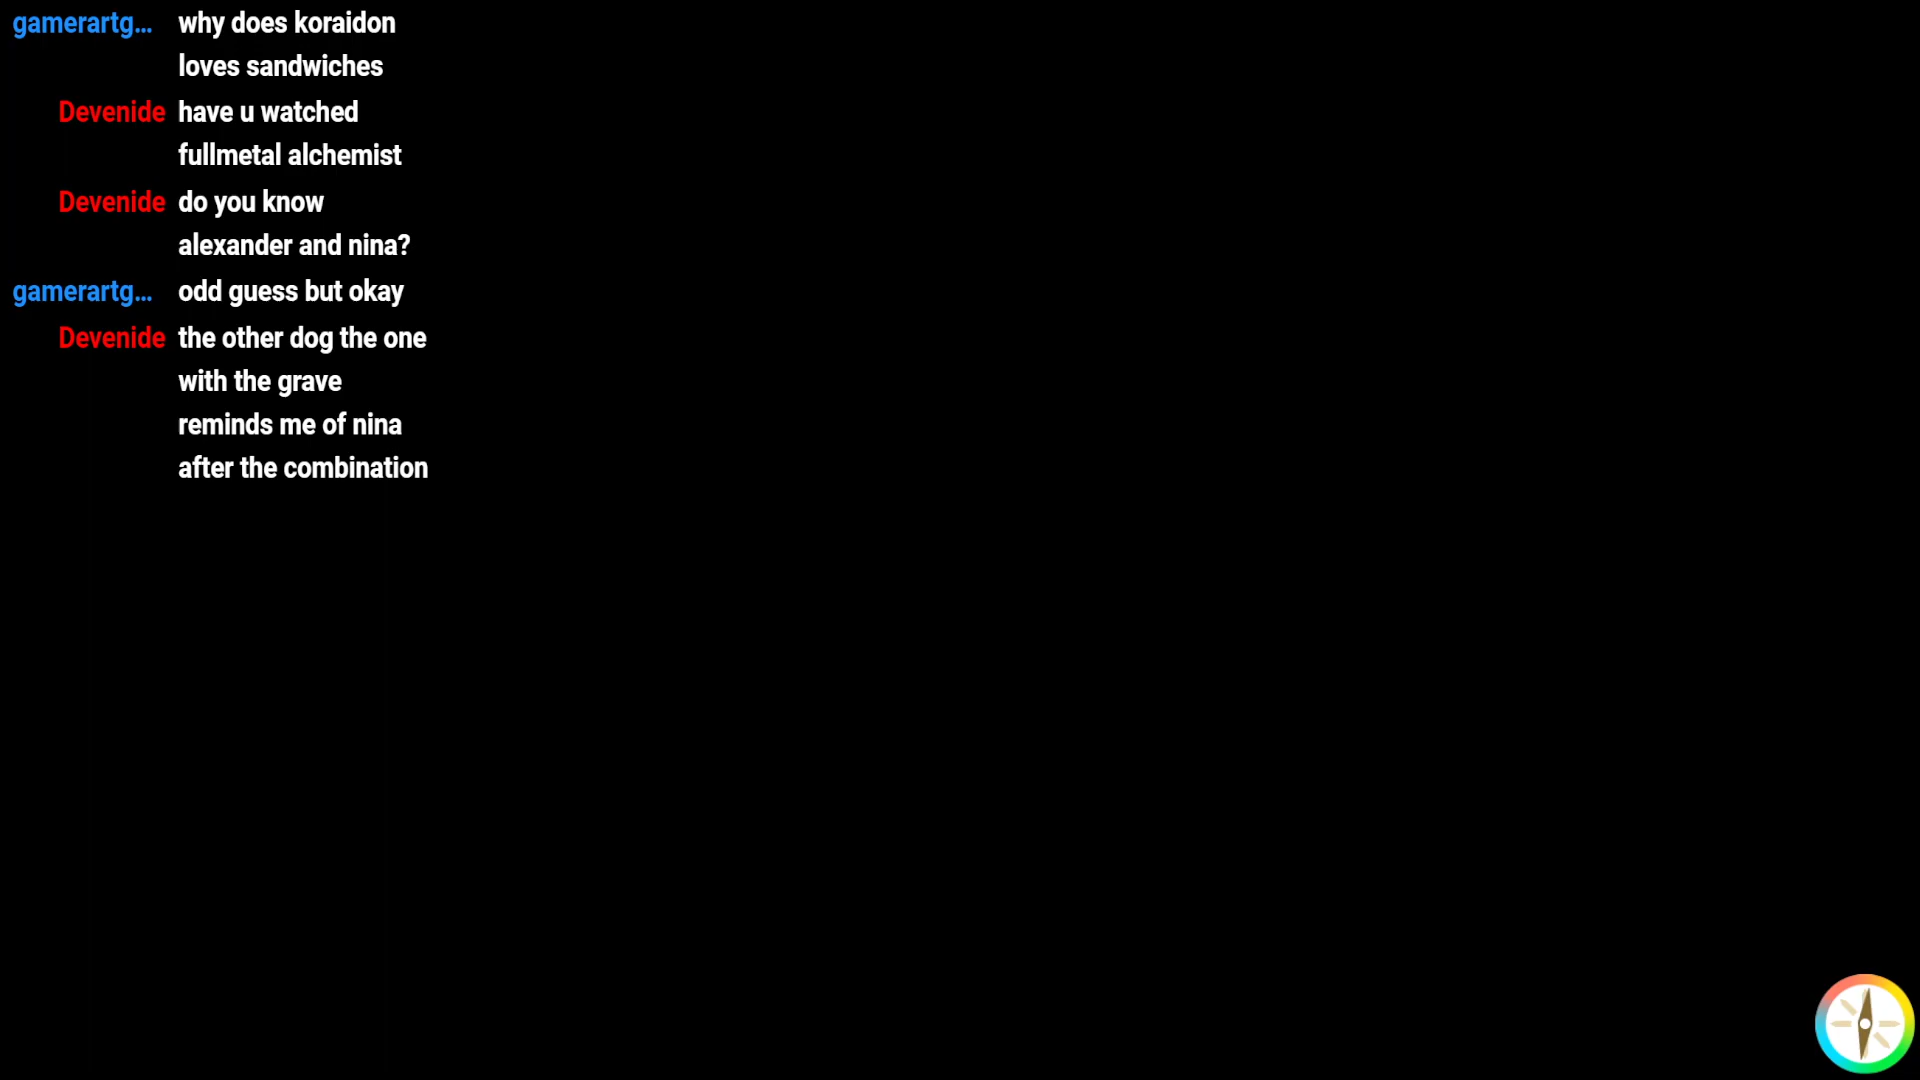 gamerartg... why does koraidon
loves sandwiches
Devenide have u watched
fullmetal alchemist
Devenide do you know
alexander and nina?
gamerartg... odd guess but okay
Devenide the other dog the one
with the grave
reminds me of nina
after the combination